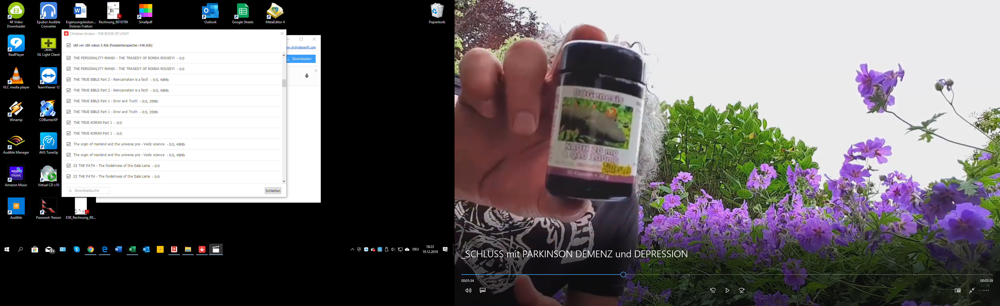 4K Video
Downloader
Epubor Audible
Converter
Ergänzungsleistun...
Dolores Fratton
Rechnung_R010789
Smallpdf
Outlook
Google Sheets
MetaEditor 4
Papierkorb
RealPlayer
ISL Light Client
VLC media player
TeamViewer 12
Winamp
CDBurnerXP
Audible Manager
AVG TuneUp
amazon
music
Amazon Music
Virtual CD v10
Audible
Passwort-Tressor
ESR_Rechnung_R0...
Christian Anders - THE BOOK OF LIGHT
188 von 188 videos 3.4Gb (Festplattenspeicher: 648.6Gb)
THE PERSONALITY MANIA - THE TRAGEDY OF RONDA ROUSEY! - 0:0
THE PERSONALITY MANIA - THE TRAGEDY OF RONDA ROUSEY! - 0:0
THE TRUE BIBLE Part 2 - Reincarnation is a fact! - 0:0, 48Mb
THE TRUE BIBLE Part 2 - Reincarnation is a fact! - 0:0, 48Mb
THE TRUE BIBLE Part 1 - Error and Truth - 0:0, 35Mb
THE TRUE BIBLE Part 1 - Error and Truth - 0:0, 35Mb
THE TRUE KORAN Part 1 - 0:0
THE TRUE KORAN Part 1 - 0:0
The orgin of mankind and the universe pre - Vedic science - 0:0, 48Mb
The orgin of mankind and the universe pre - Vedic science - 0:0, 48Mb
22 THE PATH - The foolishness of the Dalai Lama - 0:0
22 THE PATH - The foolishness of the Dalai Lama - 0:0
Downloadsuche
Schließen
ww.dvdvideosoft.com
Downloaden
29
DEU
18:23
19.12.2019
DOGenesis
NADH 20 mg
& Q10 100mg
_SCHLUSS mit PARKINSON DEMENZ und DEPRESSION
00:01:34
00:03:39
10
30